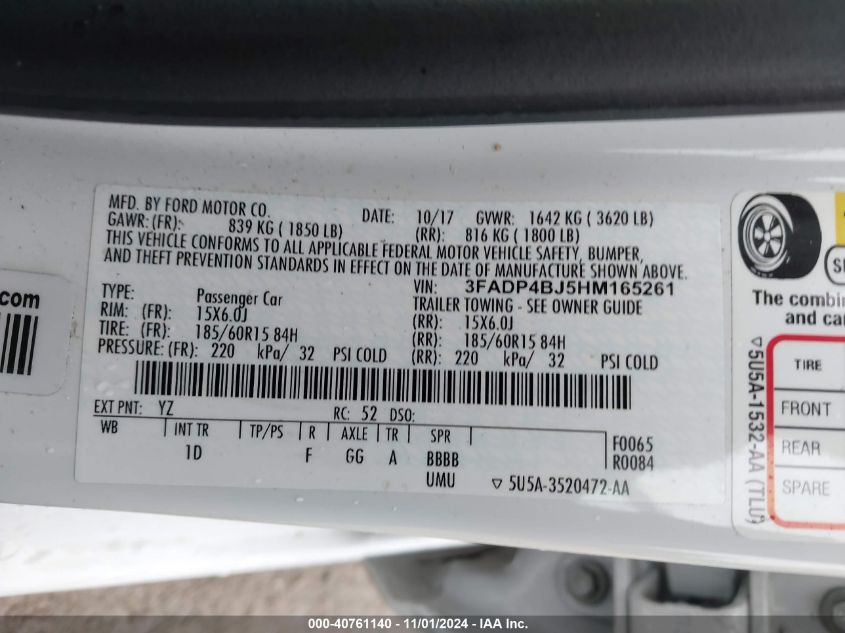 MFD. BY FORD MOTOR CO.
DATE: 10/17 GVWR: 1642 KG ( 3620 LB)
GAWR:(FR): 839 KG ( 1850 LB) (RR): 816 KG ( 1800 LB)
THIS VEHICLE CONFORMS TO ALL APPLICABLE FEDERAL MOTOR VEHICLE SAFETY, BUMPER,
AND THEFT PREVENTION STANDARDS IN EFFECT ON THE DATE OF MANUFACTURE SHOWN ABOVE.
VIN: 3FADP4BJ5HM165261
TYPE: Passenger Car TRAILER TOWING - SEE OWNER GUIDE
RIM: (FR): 15X6.0J (RR): 15X6.0J
TIRE: (FR): 185/60R15 84H (RR): 185/60R15 84H
PRESSURE: (FR): 220 kPa/ 32 PSI COLD (RR): 220 kPa/ 32 PSI COLD
EXT PNT: YZ RC: 52 DSO:
WB INT TR TP/PS R AXLE TR SPR F0065
1D F GG A BBBB R0084
UMU ▽ 5U5A-3520472-AA
.com
The combin
and car
TIRE
FRONT
REAR
SPARE
▽5U5A-1532-AA (TLU)
000-40761140 - 11/01/2024 - IAA Inc.